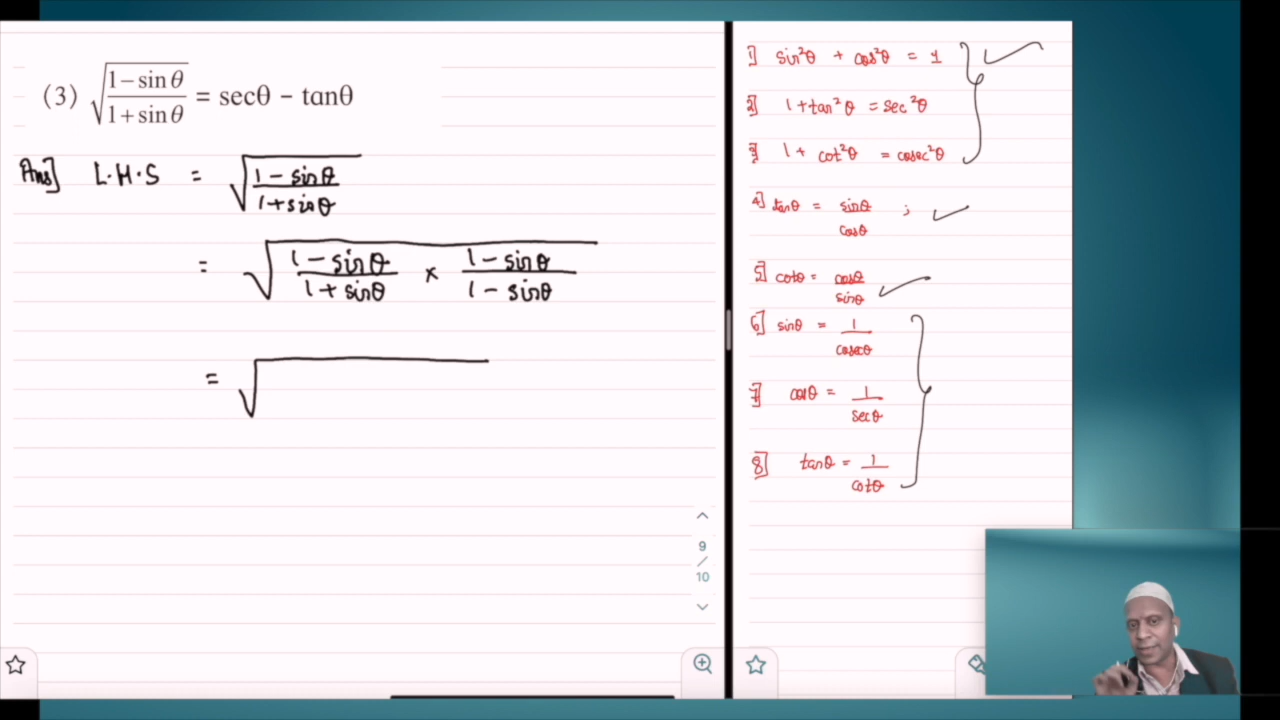 (3) √((1−sin θ)/(1+sin θ)) = secθ − tanθ
Ans] L.H.S = √((1 − sinθ)/(1+sinθ))
= √((1 − sinθ)/(1 + sinθ) × (1 − sinθ)/(1 − sinθ))
= √
9
/
10
1] sin²θ + cos²θ = 1
2] 1+tan²θ = sec²θ
3] 1 + cot²θ = cosec²θ
4] tanθ = sinθ/cosθ ;
5] cotθ = cosθ/sinθ
6] sinθ = 1/cosecθ
7] cosθ = 1/secθ
8] tanθ = 1/cotθ